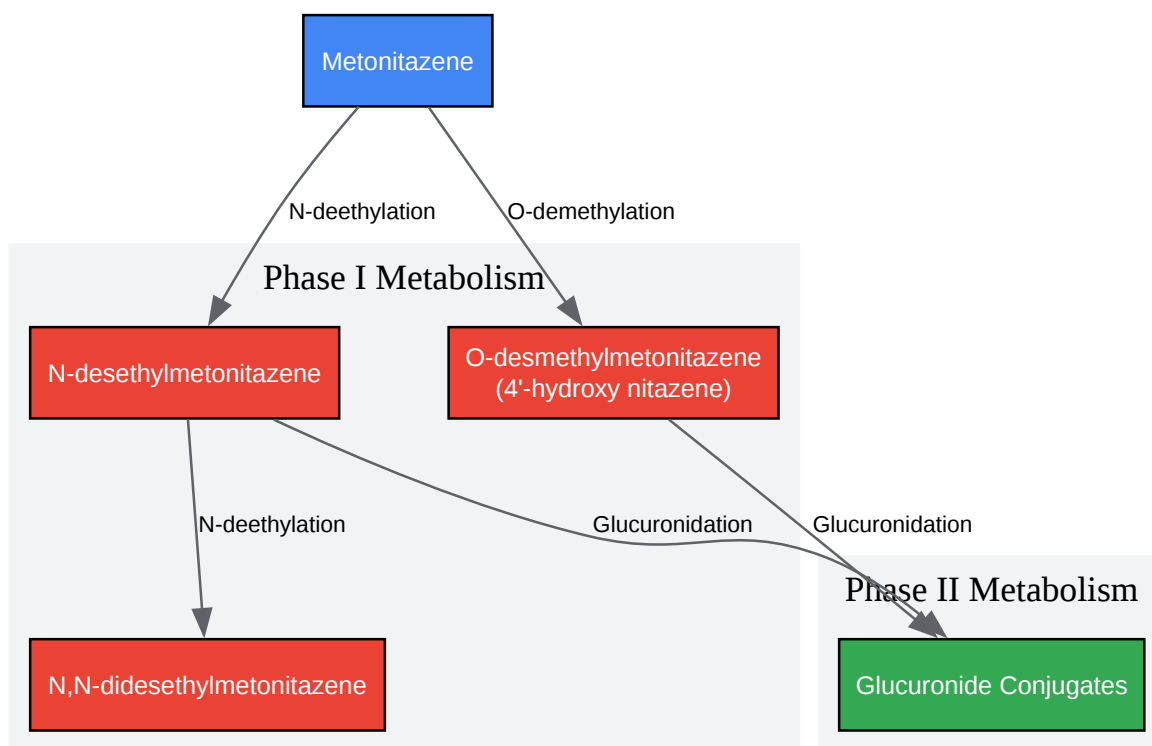 Metonitazene
N-deethylation
O-demethylation
Phase I Metabolism
N-desethylmetonitazene
O-desmethylmetonitazene
(4'-hydroxy nitazene)
N-deethylation
Glucuronidation
Glucuronidation
Phase II Metabolism
N,N-didesethylmetonitazene
Glucuronide Conjugates